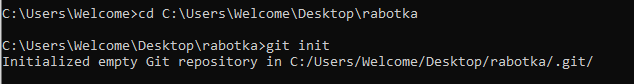 C:\Users\Welcome>cd C:\Users\Welcome\Desktop\rabotka
C:\Users\Welcome\Desktop\rabotka>git init
Initialized empty Git repository in C:/Users/Welcome/Desktop/rabotka/.git/